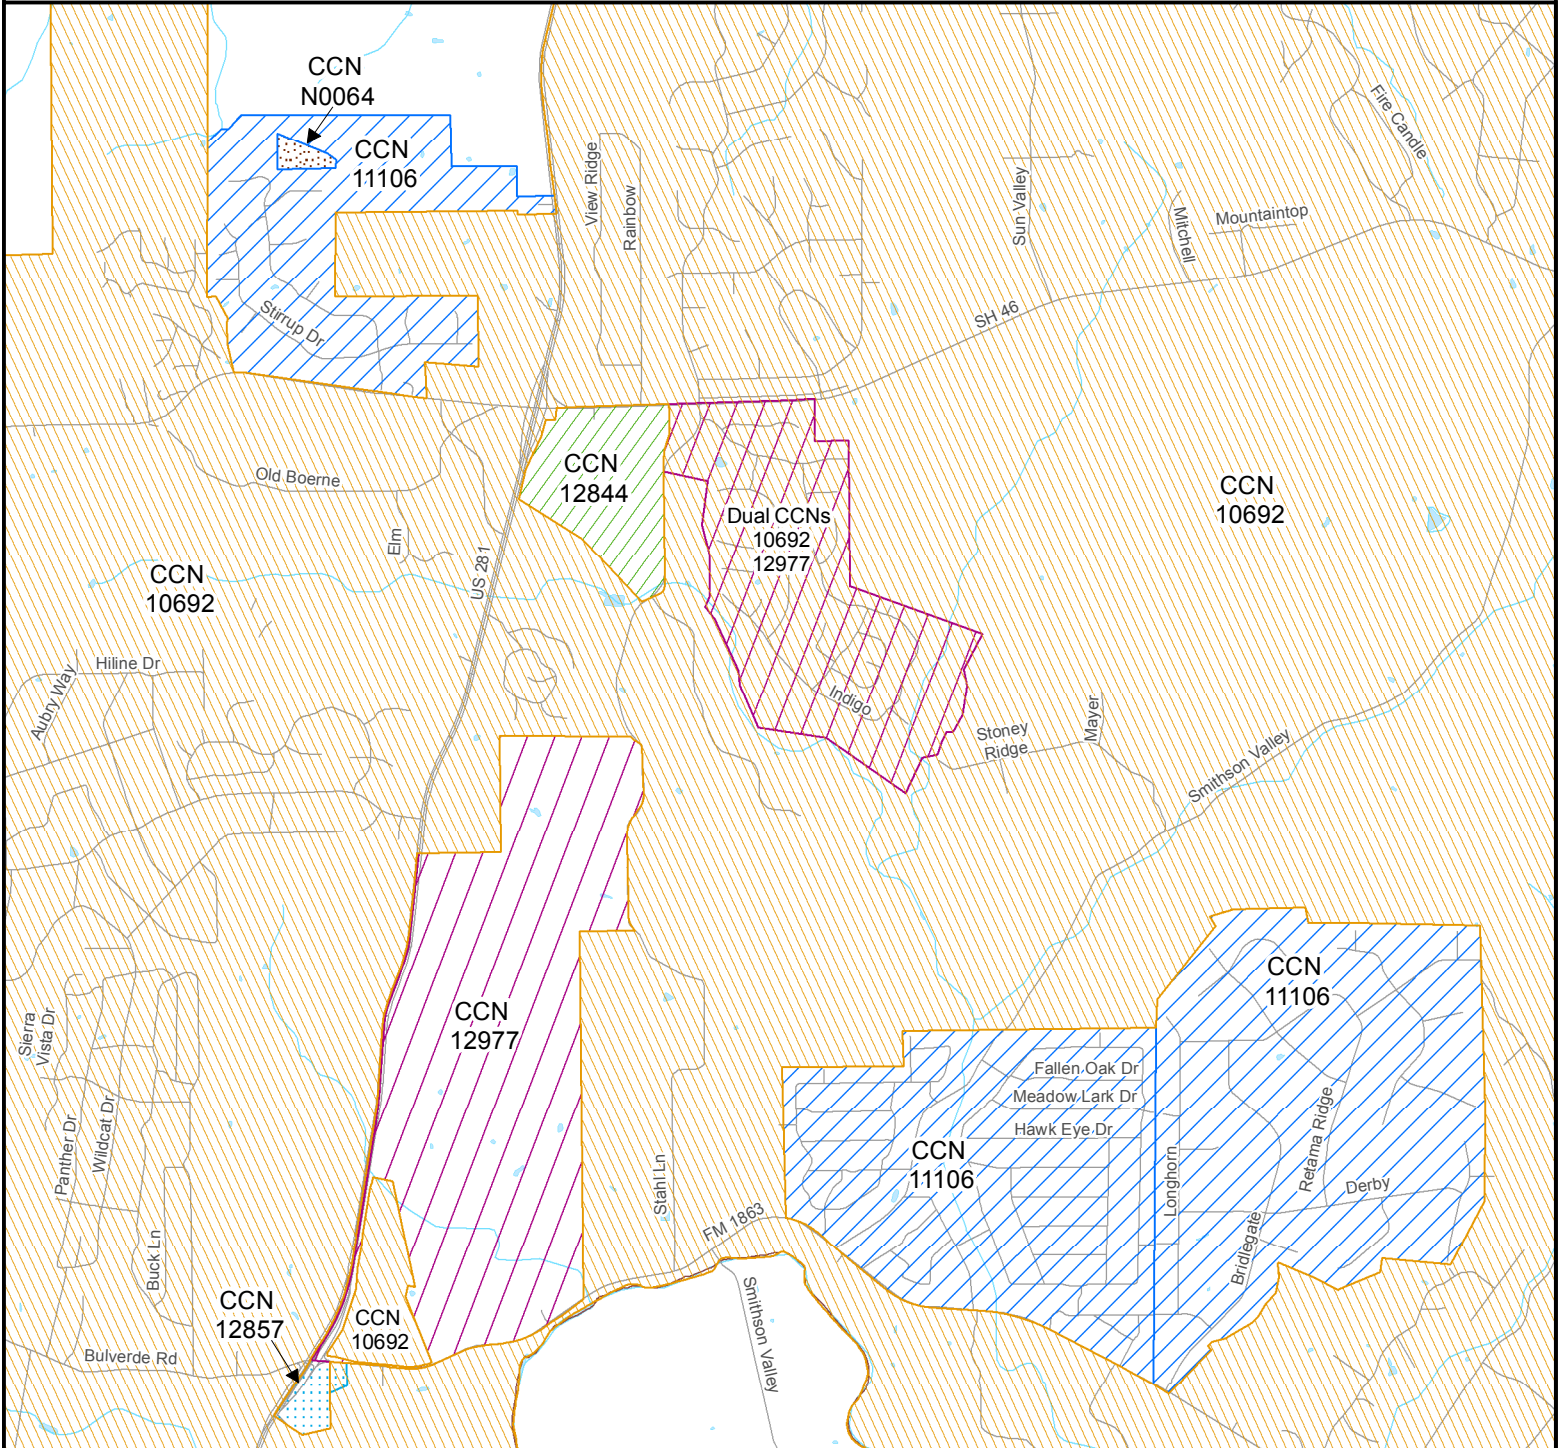 CCN
N0064
CCN
11106
Fire Candle
View Ridge
Rainbow
Sun Valley
Mitchell
Mountaintop
SH 46
Stirrup Dr
Old Boerne
Elm
US 281
CCN
12844
Dual CCNs
10692
12977
CCN
10692
CCN
10692
Hiline Dr
Aubry Way
Indigo
Stoney
Ridge
Mayer
Smithson Valley
CCN
12977
CCN
11106
Sierra
Vista Dr
Panther Dr
Wildcat Dr
Buck Ln
Stahl Ln
FM 1863
Fallen Oak Dr
Meadow Lark Dr
Hawk Eye Dr
CCN
11106
Longhorn
Retama Ridge
Derby
Bridlegate
CCN
12857
CCN
10692
Bulverde Rd
Smithson Valley